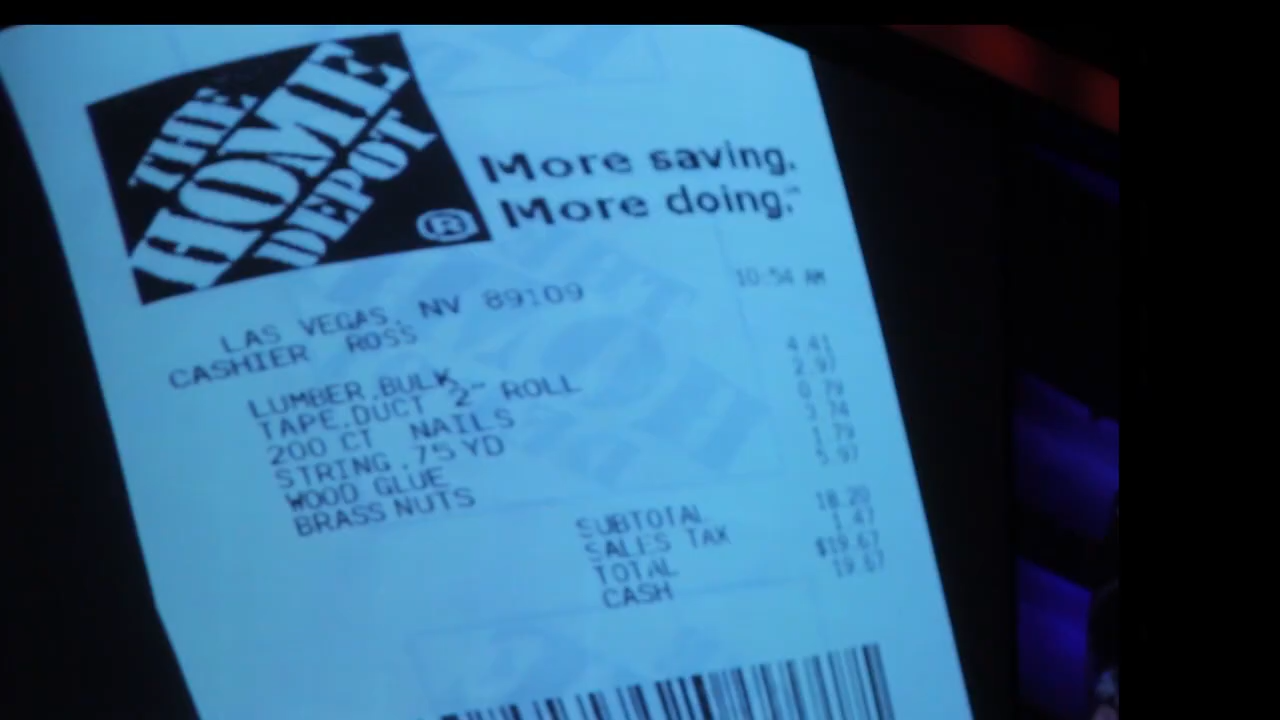 THE
HOME
DEPOT
®
More saving.
More doing.™
10:54 AM
LAS VEGAS, NV 89109
CASHIER ROSS
LUMBER.BULK 4.41
TAPE.DUCT 2" ROLL 2.97
200 CT NAILS 0.79
STRING .75 YD
WOOD GLUE 1.79
BRASS NUTS 5.97
SUBTOTAL 18.20
SALES TAX 1.47
TOTAL $19.67
CASH 19.67